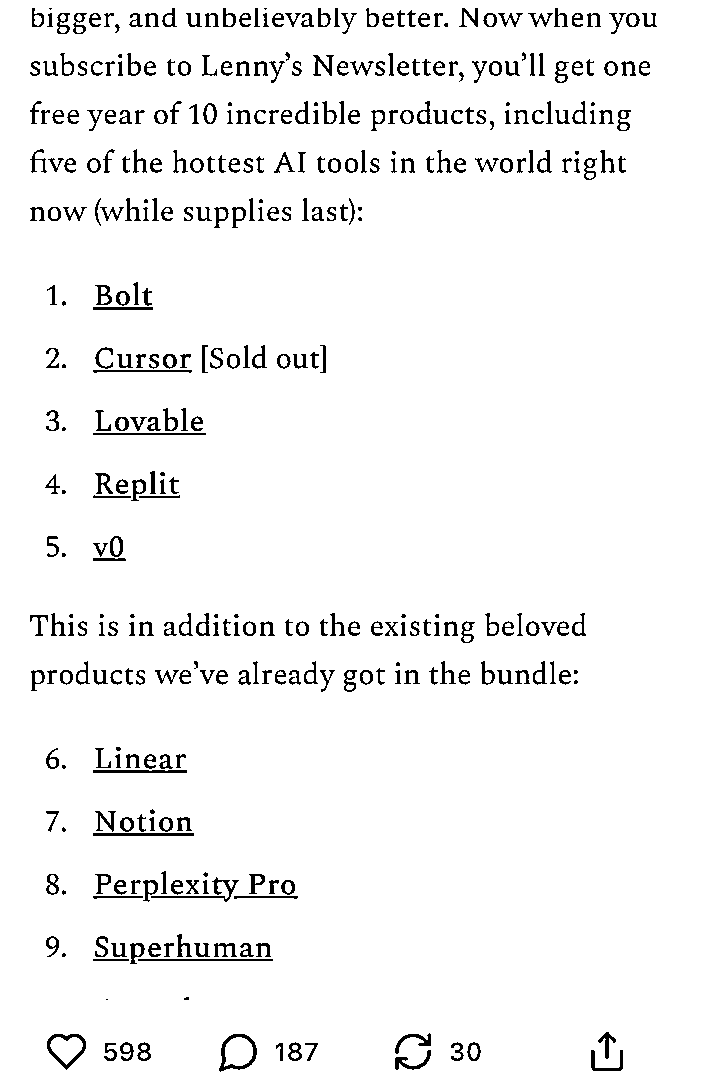 bigger, and unbelievably better. Now when you
subscribe to Lenny’s Newsletter, you’ll get one
free year of 10 incredible products, including
five of the hottest AI tools in the world right
now (while supplies last):
1. Bolt
2. Cursor [Sold out]
3. Lovable
4. Replit
5. v0
This is in addition to the existing beloved
products we’ve already got in the bundle:
6. Linear
7. Notion
8. Perplexity Pro
9. Superhuman
598 187 30